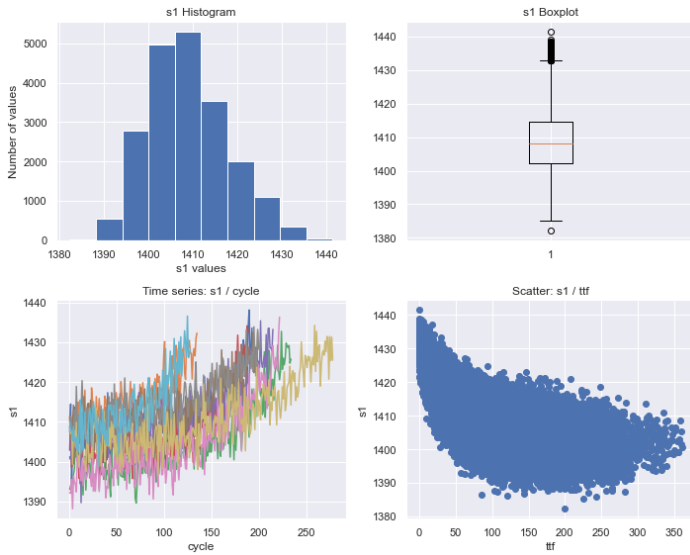 s1 Histogram
5000
4000
3000
2000
1000
0
Number of values
1380 1390 1400 1410 1420 1430 1440
s1 values
s1 Boxplot
1440
1430
1420
1410
1400
1390
1380
1
Time series: s1 / cycle
1440
1430
1420
1410
1400
1390
s1
0 50 100 150 200 250
cycle
Scatter: s1 / ttf
1440
1430
1420
1410
1400
1390
1380
s1
0 50 100 150 200 250 300 350
ttf